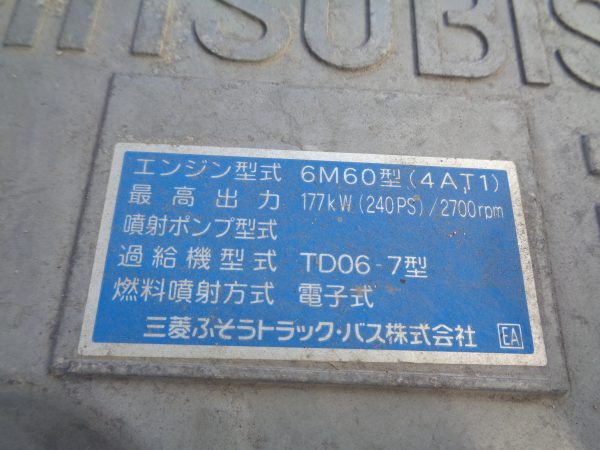 MITSUBISHI
エンジン型式 6M60型(4AT1)
最高出力 177kW(240PS)/2700rpm
噴射ポンプ型式
過給機型式 TD06-7型
燃料噴射方式 電子式
三菱ふそうトラック・バス株式会社 EA